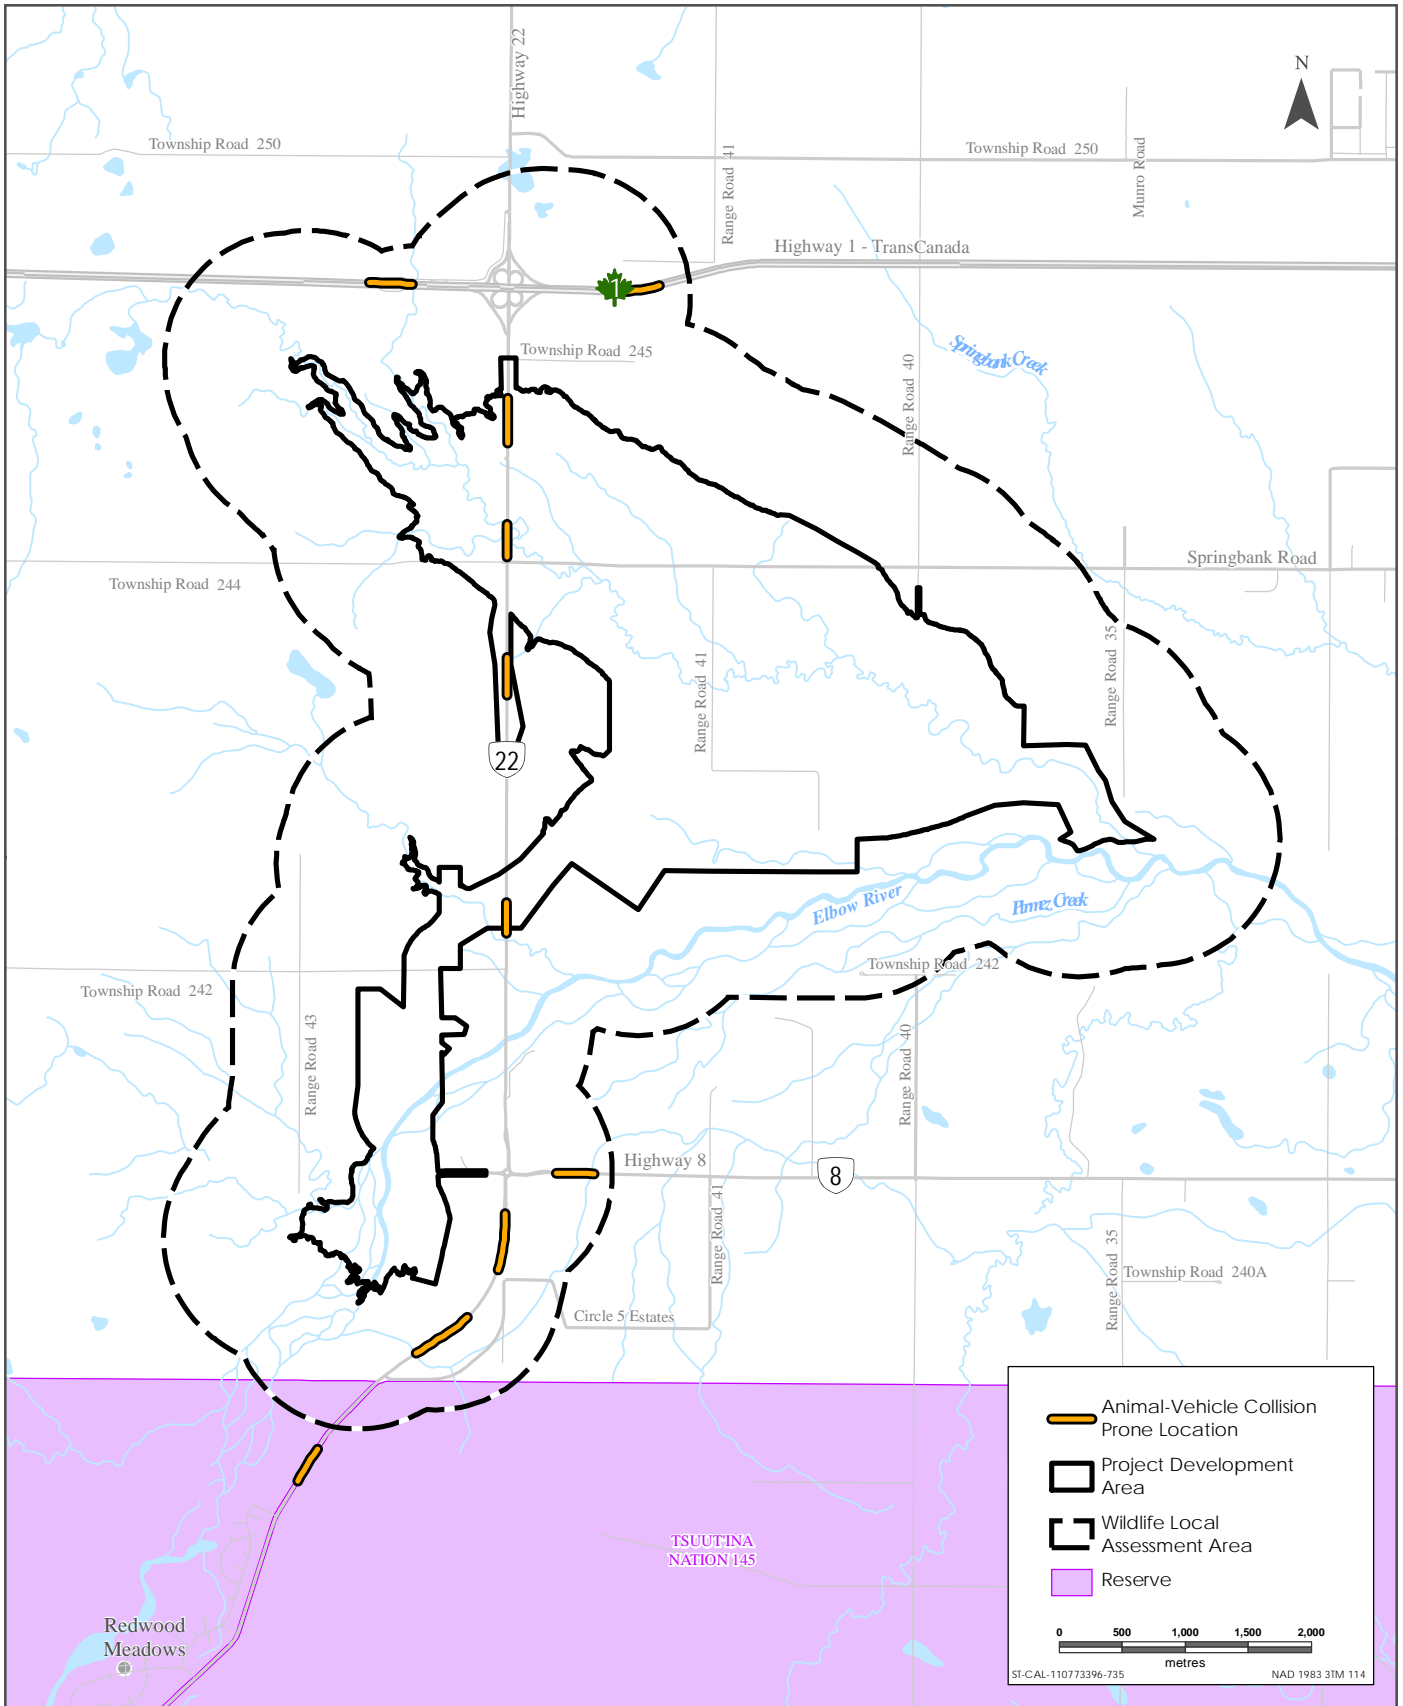 Highway 22
N
Township Road 250
Range Road 41
Township Road 250
Munro Road
Highway 1 - TransCanada
1
Township Road 245
Springbank Creek
Range Road 40
Springbank Road
Township Road 244
Range Road 41
Range Road 35
22
Elbow River
Township Road 242
Township Road 242
Range Road 43
Range Road 40
Highway 8
8
Range Road 41
Range Road 35
Township Road 240A
Circle 5 Estates
Animal-Vehicle Collision
Prone Location
Project Development
Area
Wildlife Local
Assessment Area
Reserve
TSUUT'INA
NATION 145
Redwood
Meadows
0 500 1,000 1,500 2,000
metres
ST-CAL-110773396-735 NAD 1983 3TM 114